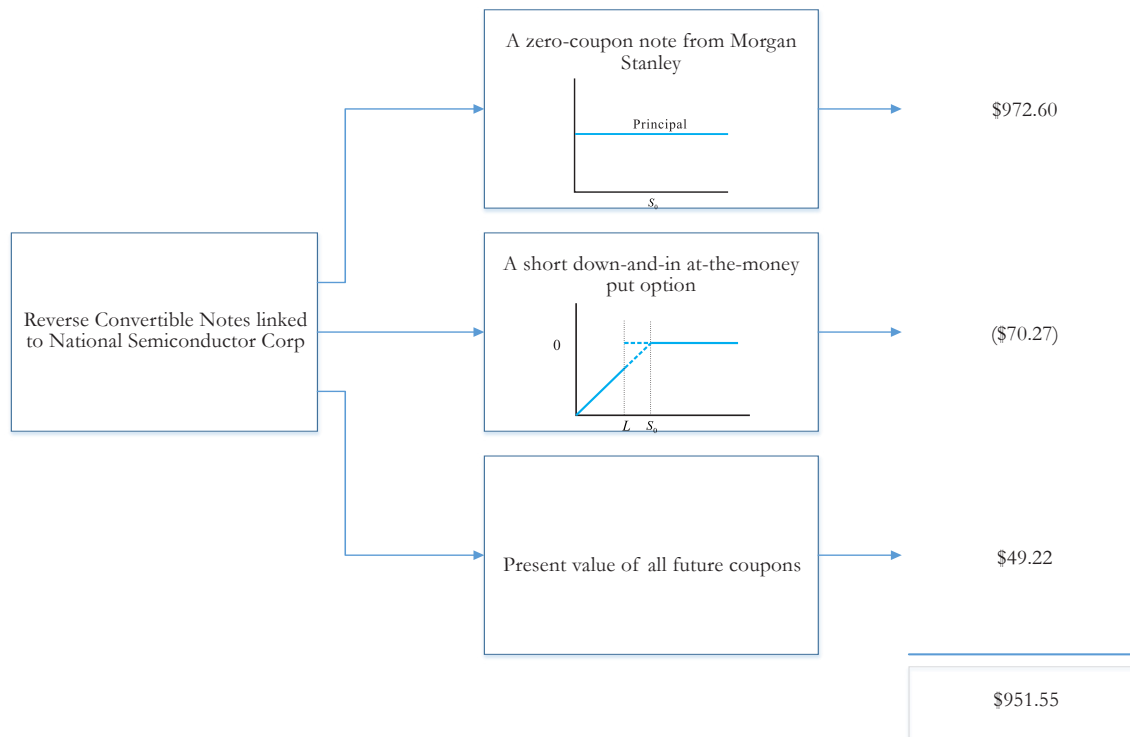 A zero-coupon note from Morgan
Stanley
Principal
S₀
$972.60
Reverse Convertible Notes linked
to National Semiconductor Corp
A short down-and-in at-the-money
put option
0
L S₀
($70.27)
Present value of all future coupons
$49.22
$951.55